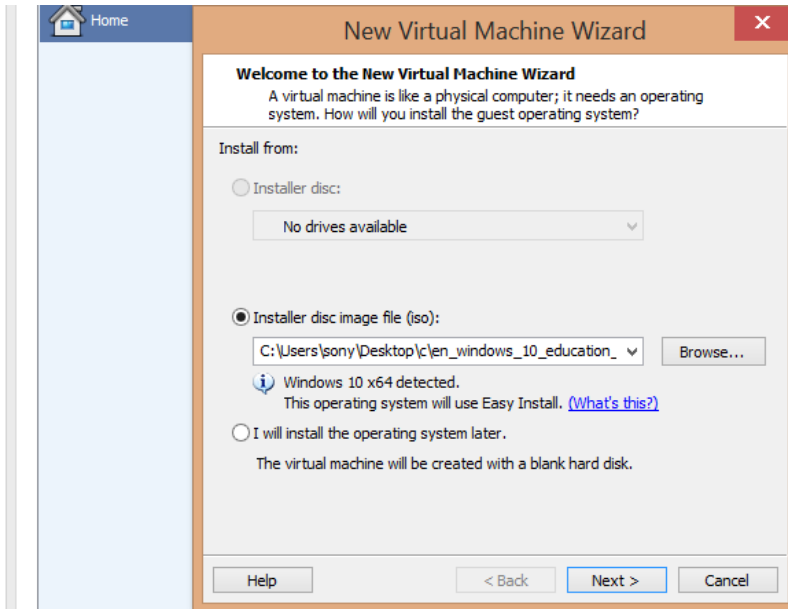 Home
New Virtual Machine Wizard
Welcome to the New Virtual Machine Wizard
A virtual machine is like a physical computer; it needs an operating
system. How will you install the guest operating system?
Install from:
Installer disc:
No drives available
Installer disc image file (iso):
C:\Users\sony\Desktop\c\en_windows_10_education_
Browse...
Windows 10 x64 detected.
This operating system will use Easy Install. (What's this?)
I will install the operating system later.
The virtual machine will be created with a blank hard disk.
Help
< Back
Next >
Cancel